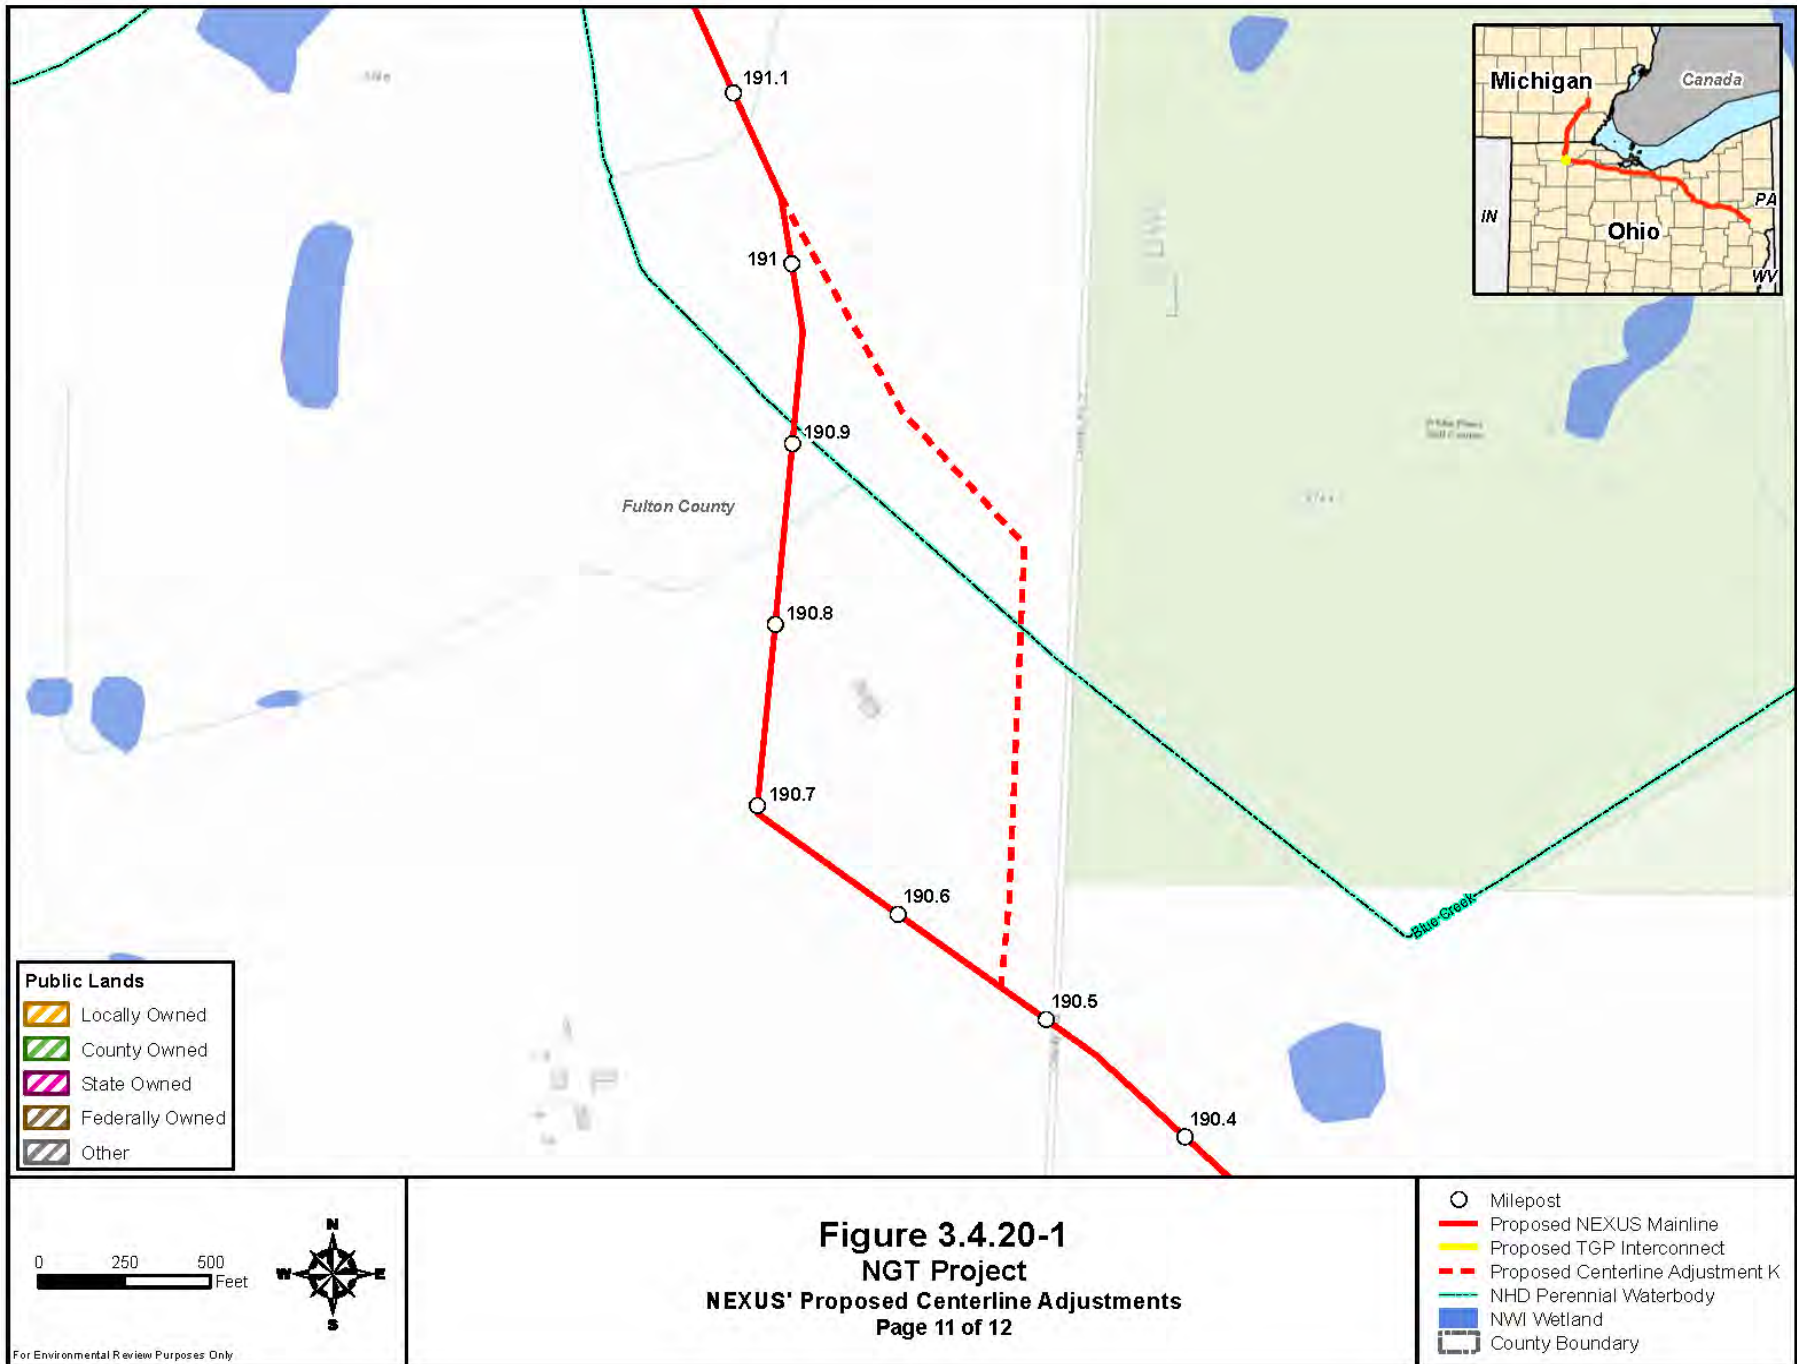 191.1
Michigan
Canada
191
PA
IN
Ohio
WV
190.9
Fulton County
190.8
190.7
190.6
Blue Creek
190.5
190.4
Public Lands
Locally Owned
County Owned
State Owned
Federally Owned
Other
0 250 500
Feet
N
W E
S
For Environmental Review Purposes Only
Figure 3.4.20-1
NGT Project
NEXUS' Proposed Centerline Adjustments
Page 11 of 12
Milepost
Proposed NEXUS Mainline
Proposed TGP Interconnect
Proposed Centerline Adjustment K
NHD Perennial Waterbody
NWI Wetland
County Boundary